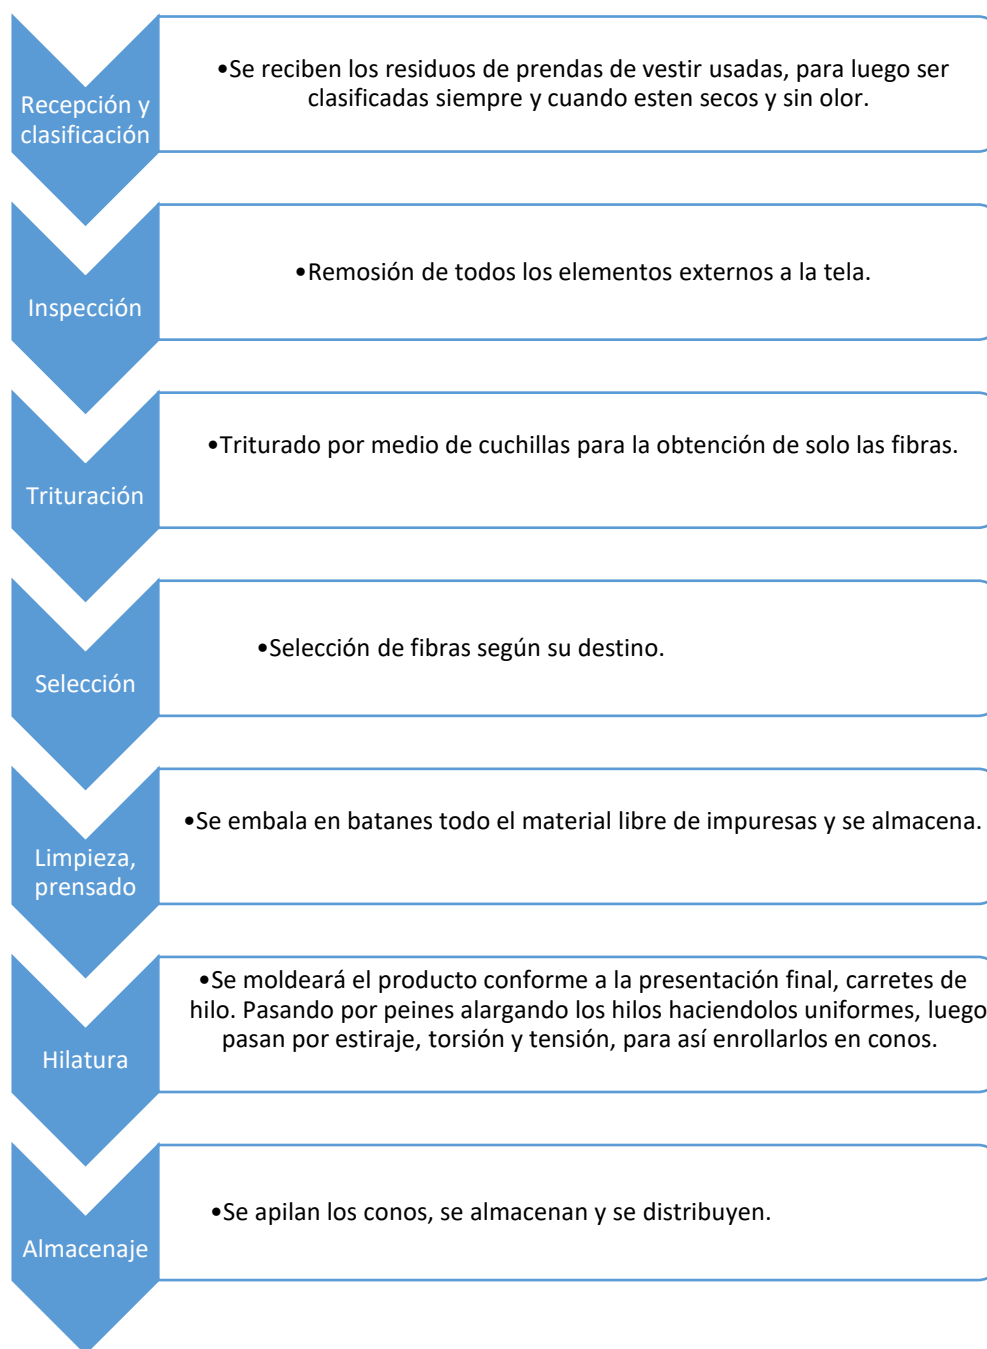 Recepción y
clasificación
•Se reciben los residuos de prendas de vestir usadas, para luego ser
clasificadas siempre y cuando esten secos y sin olor.
Inspección
•Remosión de todos los elementos externos a la tela.
Trituración
•Triturado por medio de cuchillas para la obtención de solo las fibras.
Selección
•Selección de fibras según su destino.
Limpieza,
prensado
•Se embala en batanes todo el material libre de impuresas y se almacena.
Hilatura
•Se moldeará el producto conforme a la presentación final, carretes de
hilo. Pasando por peines alargando los hilos haciendolos uniformes, luego
pasan por estiraje, torsión y tensión, para así enrollarlos en conos.
Almacenaje
•Se apilan los conos, se almacenan y se distribuyen.